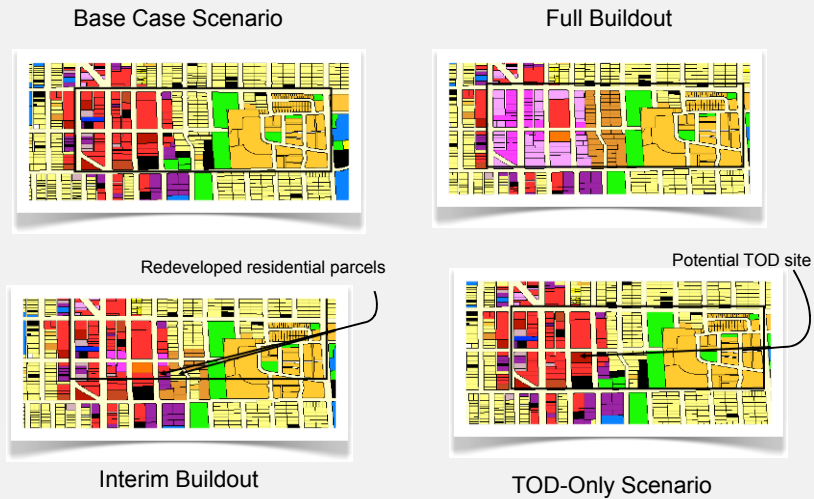 Base Case Scenario
Full Buildout
Redeveloped residential parcels
Potential TOD site
Interim Buildout
TOD-Only Scenario